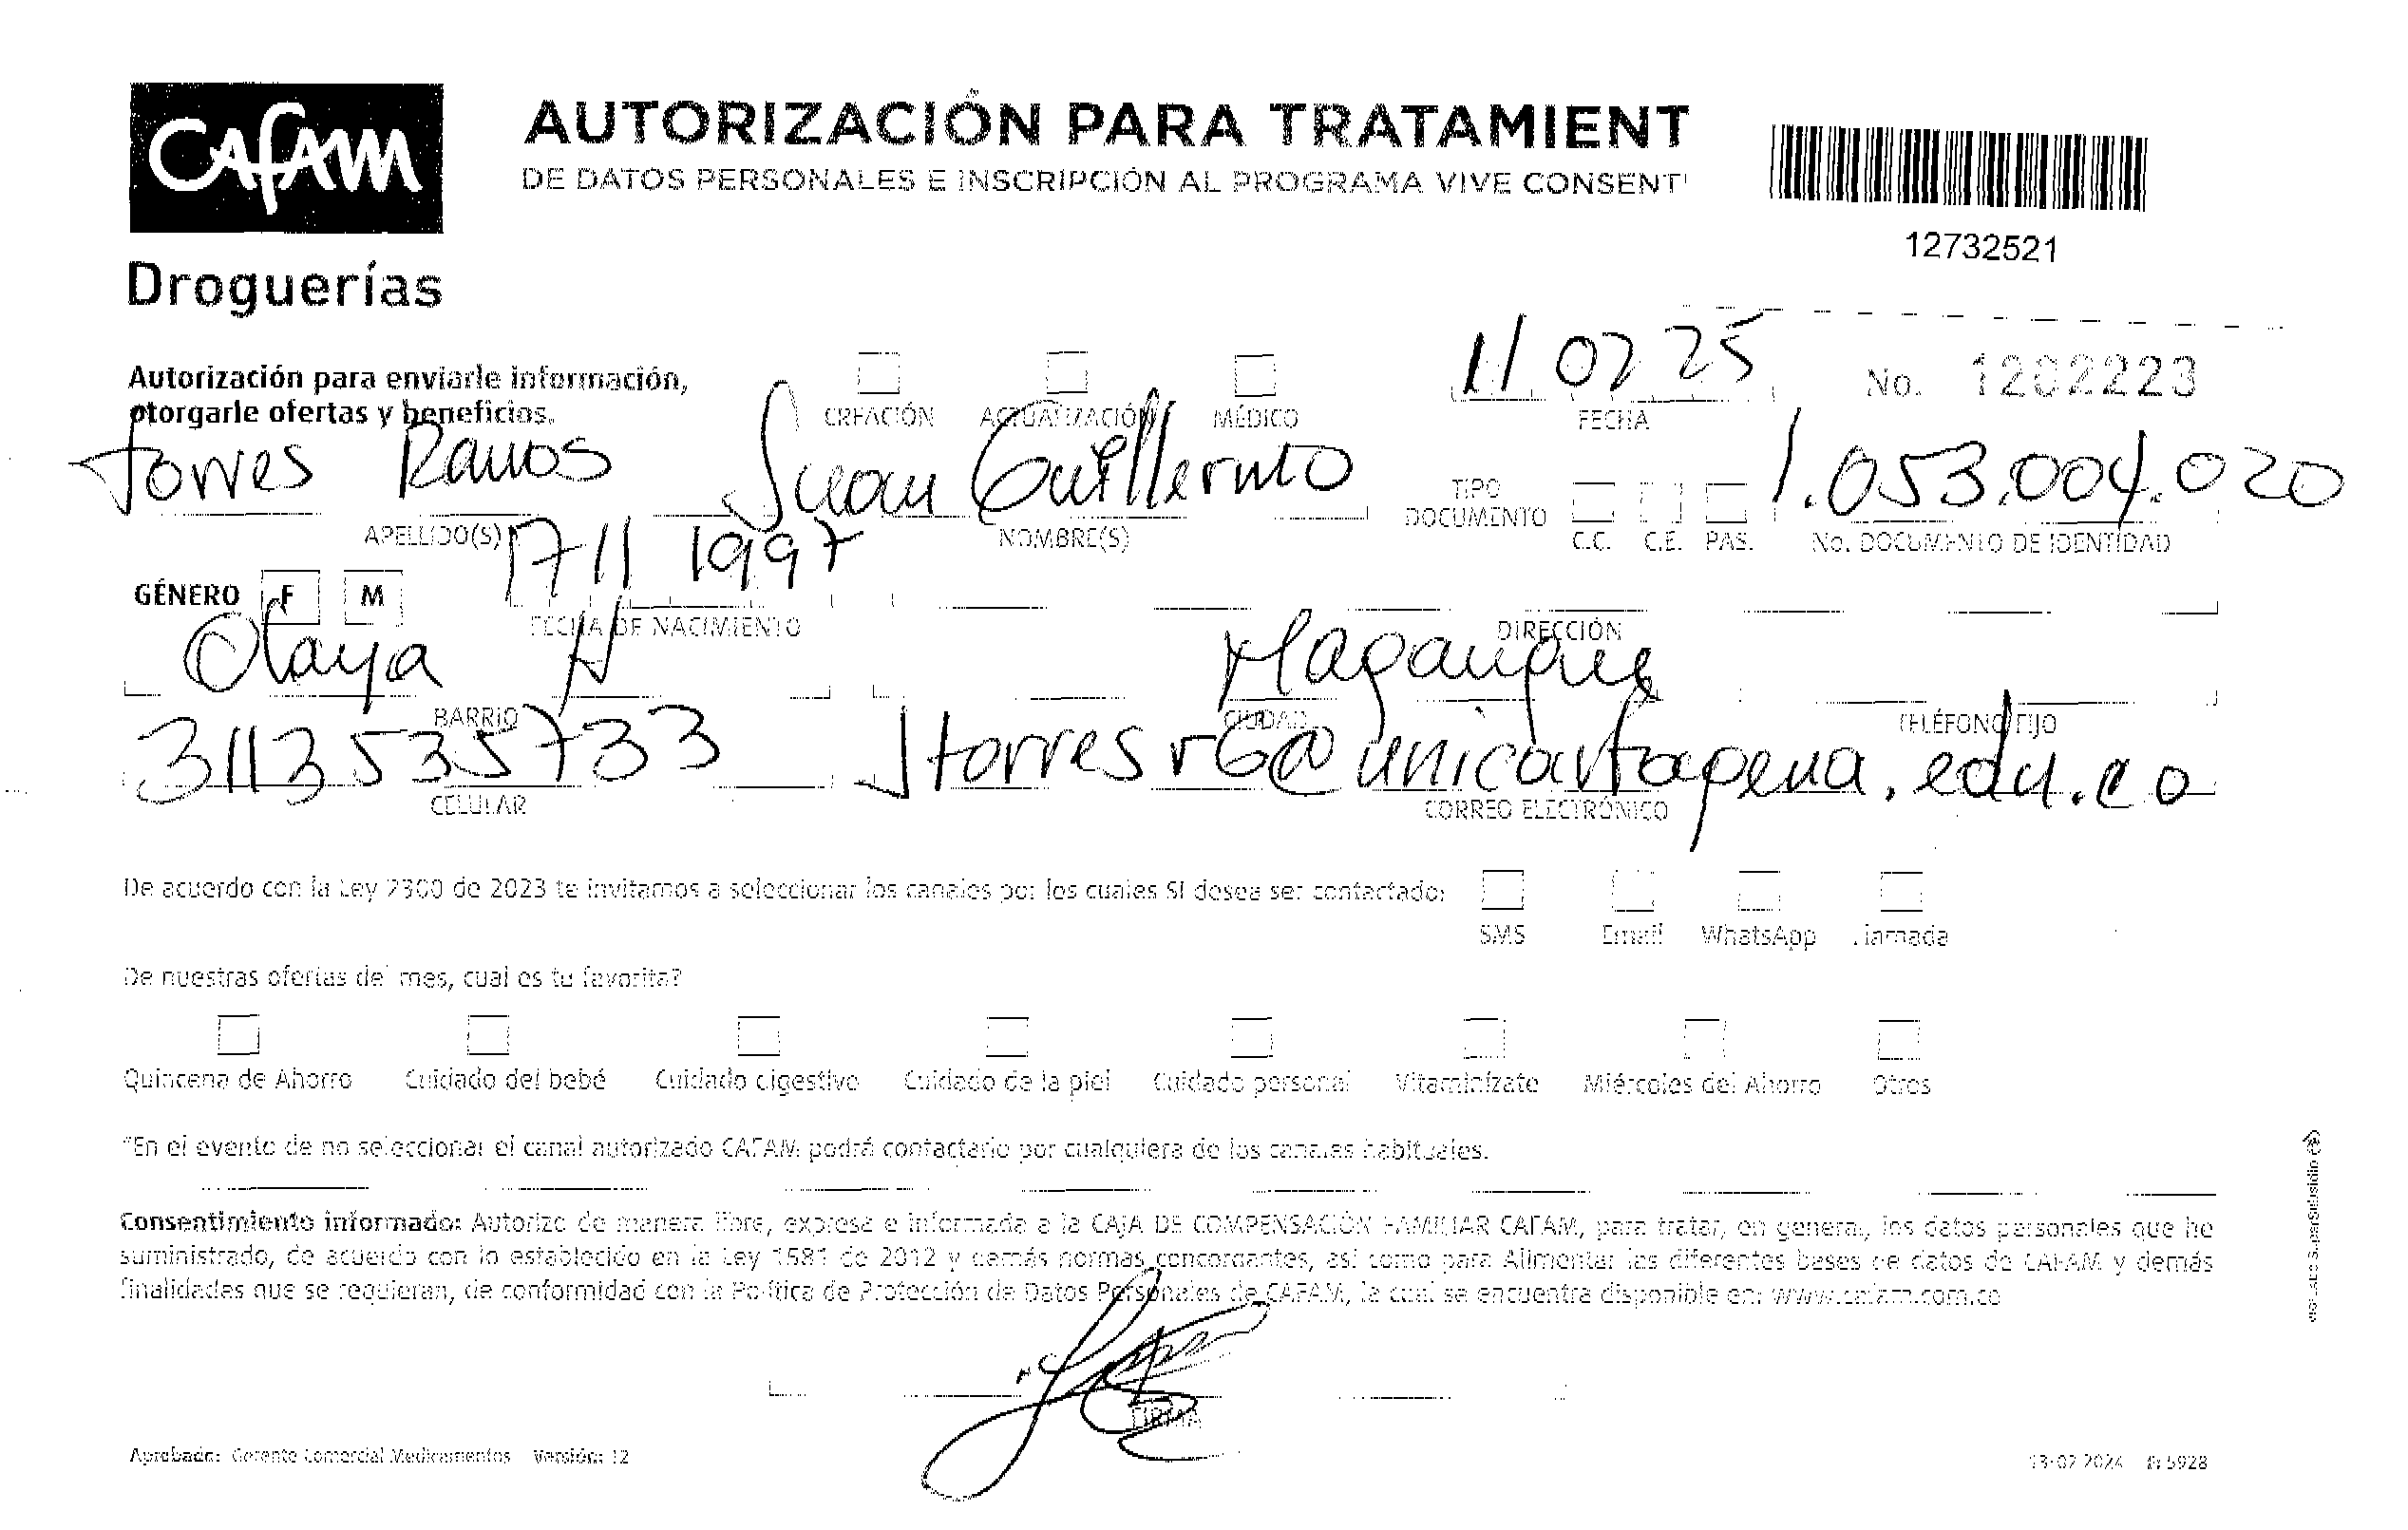 CAFAM
Droguerías
AUTORIZACIÓN PARA TRATAMIENT
DE DATOS PERSONALES E INSCRIPCIÓN AL PROGRAMA VIVE CONSENT
12732521
Autorización para enviarle información,
otorgarle ofertas y beneficios.
CREACIÓN ACTUALIZACIÓN MÉDICO
11 02 25
FECHA
No. 1202223
Torres Ramos Juan Guillermo
APELLIDO(S) NOMBRE(S)
TIPO DOCUMENTO C.C. C.E. PAS.
1.053.004.020
No. DOCUMENTO DE IDENTIDAD
GÉNERO F M
17 11 1997
FECHA DE NACIMIENTO DIRECCIÓN
Olaya H Magangue
BARRIO CIUDAD TELÉFONO FIJO
3113535733 Jtorresr6@unicartagena.edu.co
CELULAR CORREO ELECTRÓNICO
De acuerdo con la Ley 2300 de 2023 te invitamos a seleccionar los canales por los cuales SI desea ser contactado:
SMS Email WhatsApp Llamada
De nuestras ofertas del mes, cual es tu favorita?
Quincena de Ahorro Cuidado del bebé Cuidado digestivo Cuidado de la piel Cuidado personal Vitaminízate Miércoles del Ahorro Otros
*En el evento de no seleccionar el canal autorizado CAFAM podrá contactarlo por cualquiera de los canales habituales.
Consentimiento informado: Autorizo de manera libre, expresa e informada a la CAJA DE COMPENSACIÓN FAMILIAR CAFAM, para tratar, en general, los datos personales que he
suministrado, de acuerdo con lo establecido en la Ley 1581 de 2012 y demás normas concordantes, así como para Alimentar las diferentes bases de datos de CAFAM y demás
finalidades que se requieran, de conformidad con la Política de Protección de Datos Personales de CAFAM, la cual se encuentra disponible en: www.cafam.com.co
FIRMA
Aprobado: Gerente Comercial Medicamentos Versión: 12
13-02-2024